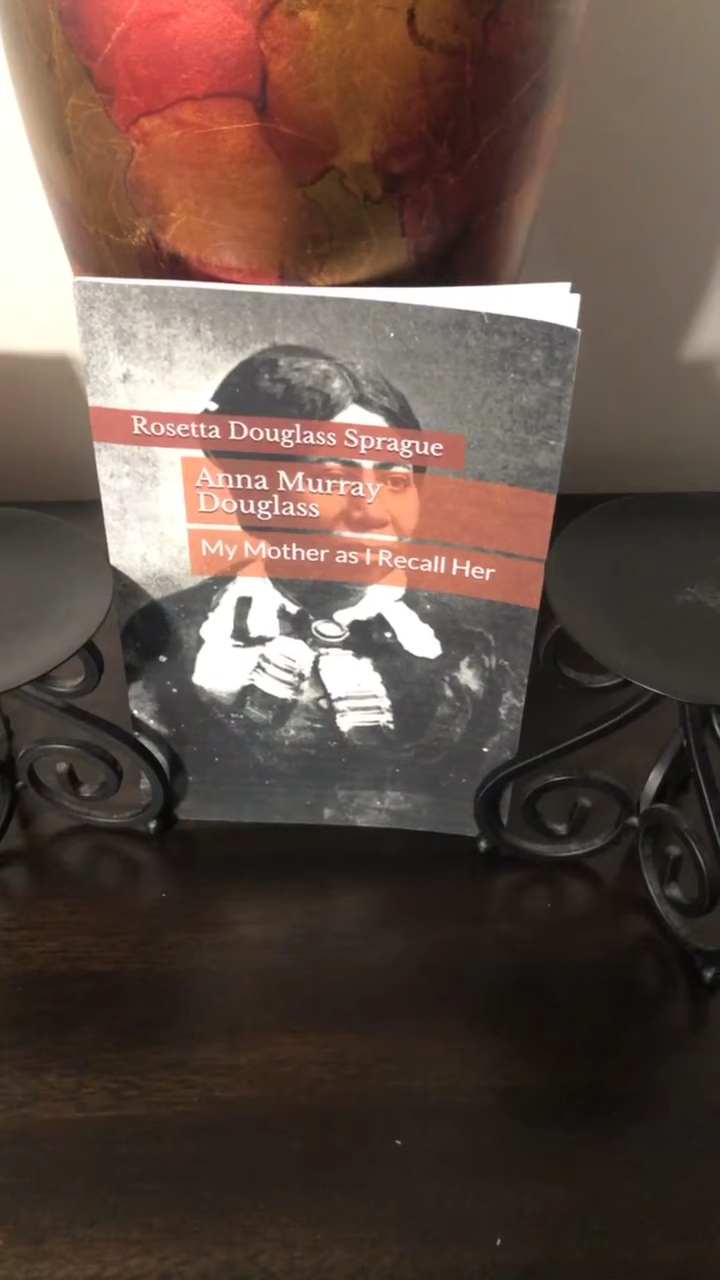 Rosetta Douglass Sprague
Anna Murray
Douglass
My Mother as I Recall Her